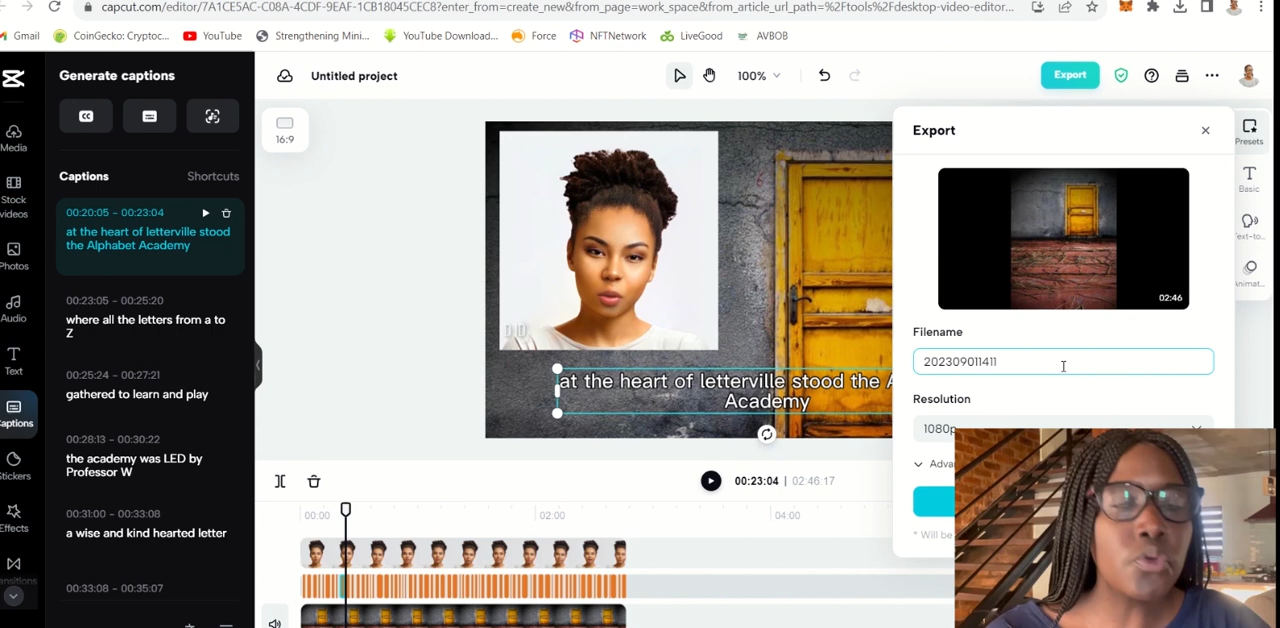 capcut.com/editor/7A1CE5AC-C08A-4CDF-9EAF-1CB18045CEC8?enter_from=create_new&from_page=work_space&from_article_url_path=%2Ftools%2Fdesktop-video-editor...
Gmail
CoinGecko: Cryptoc...
YouTube
Strengthening Mini...
YouTube Download...
Force
NFTNetwork
LiveGood
AVBOB
Generate captions
Untitled project
100%
Export
Media
Stock
videos
Photos
Audio
Text
Captions
Stickers
Effects
Captions
Shortcuts
00:20:05 – 00:23:04
at the heart of letterville stood
the Alphabet Academy
00:23:05 – 00:25:20
where all the letters from a to
Z
00:25:24 – 00:27:21
gathered to learn and play
00:28:13 – 00:30:22
the academy was LED by
Professor W
00:31:00 – 00:33:08
a wise and kind hearted letter
00:33:08 – 00:35:07
16:9
at the heart of letterville stood the A
Academy
Export
02:46
Filename
202309011411
Resolution
1080p
Adva
* Will be
Presets
Basic
Text-to...
Animat...
00:23:04 | 02:46.17
00:00
02:00
04:00